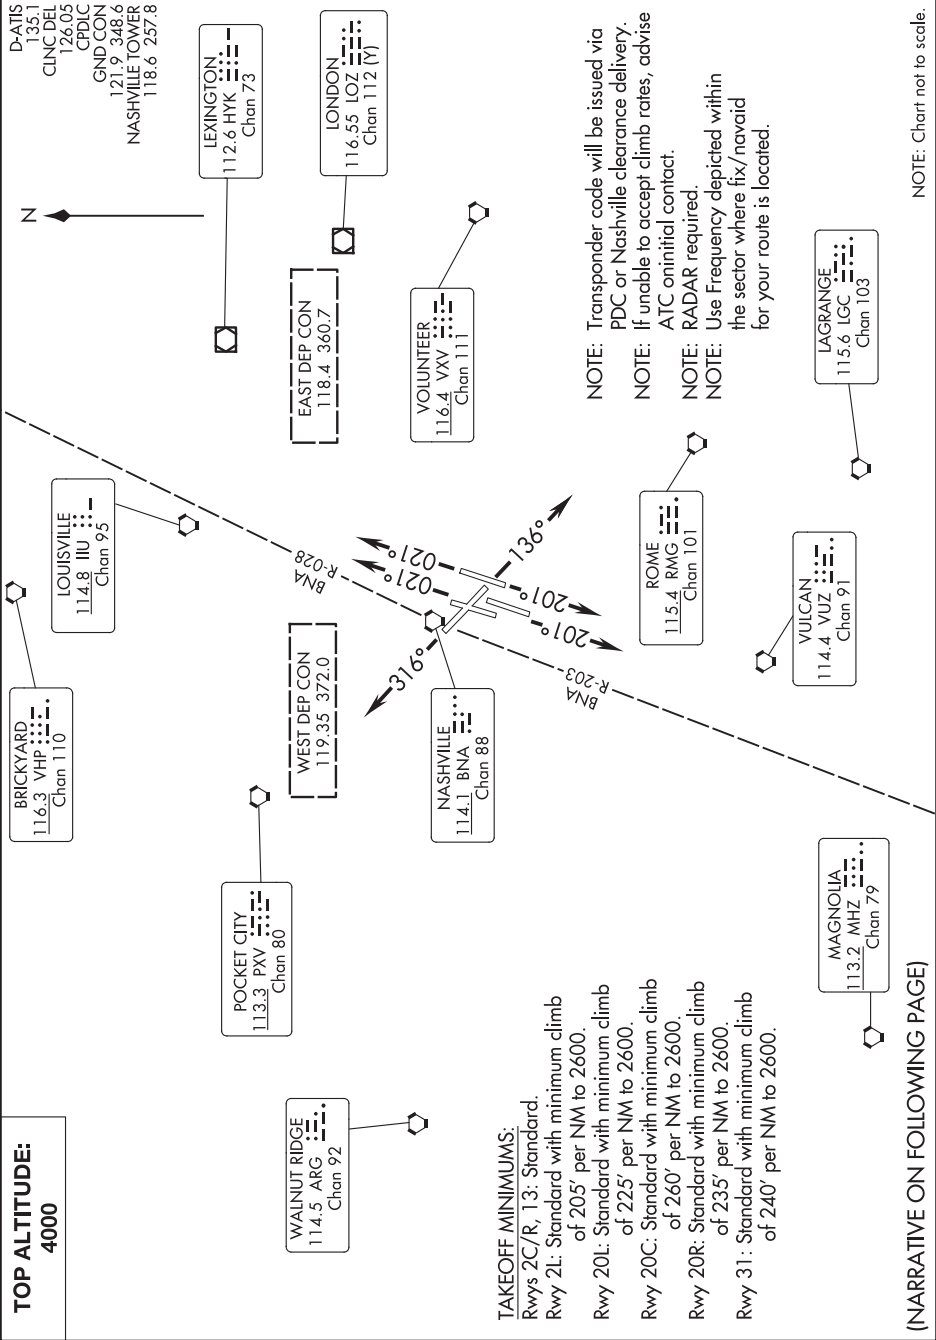 TOP ALTITUDE:
4000
D-ATIS
135.1
CLNC DEL
126.05
CPDLC
GND CON
121.9 348.6
NASHVILLE TOWER
118.6 257.8
BRICKYARD
116.3 VHP
Chan 110
LOUISVILLE
114.8 IIU
Chan 95
LEXINGTON
112.6 HYK
Chan 73
N
LONDON
116.55 LOZ
Chan 112 (Y)
POCKET CITY
113.3 PXV
Chan 80
WALNUT RIDGE
114.5 ARG
Chan 92
WEST DEP CON
119.35 372.0
EAST DEP CON
118.4 360.7
BNA
R-028
VOLUNTEER
116.4 VXV
Chan 111
NASHVILLE
114.1 BNA
Chan 88
316°
021°
021°
136°
201°
201°
BNA
R-203
ROME
115.4 RMG
Chan 101
VULCAN
114.4 VUZ
Chan 91
LAGRANGE
115.6 LGC
Chan 103
MAGNOLIA
113.2 MHZ
Chan 79
TAKEOFF MINIMUMS:
Rwys 2C/R, 13: Standard.
Rwy 2L: Standard with minimum climb
of 205' per NM to 2600.
Rwy 20L: Standard with minimum climb
of 225' per NM to 2600.
Rwy 20C: Standard with minimum climb
of 260' per NM to 2600.
Rwy 20R: Standard with minimum climb
of 235' per NM to 2600.
Rwy 31: Standard with minimum climb
of 240' per NM to 2600.
NOTE: Transponder code will be issued via
PDC or Nashville clearance delivery.
NOTE: If unable to accept climb rates, advise
ATC oninitial contact.
NOTE: RADAR required.
NOTE: Use Frequency depicted within
the sector where fix/navaid
for your route is located.
(NARRATIVE ON FOLLOWING PAGE)
NOTE: Chart not to scale.